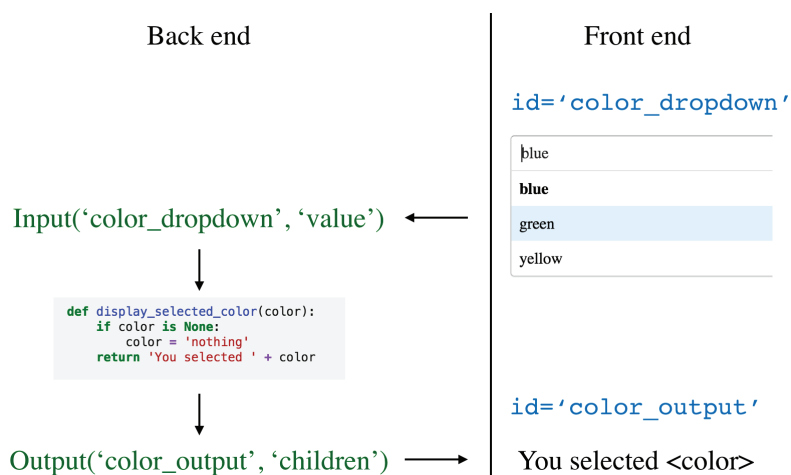 Back end
Front end
id=‘color_dropdown’
blue
blue
green
yellow
Input(‘color_dropdown’, ‘value’)
def display_selected_color(color):
    if color is None:
        color = 'nothing'
    return 'You selected ' + color
id=‘color_output’
Output(‘color_output’, ‘children’)
You selected <color>